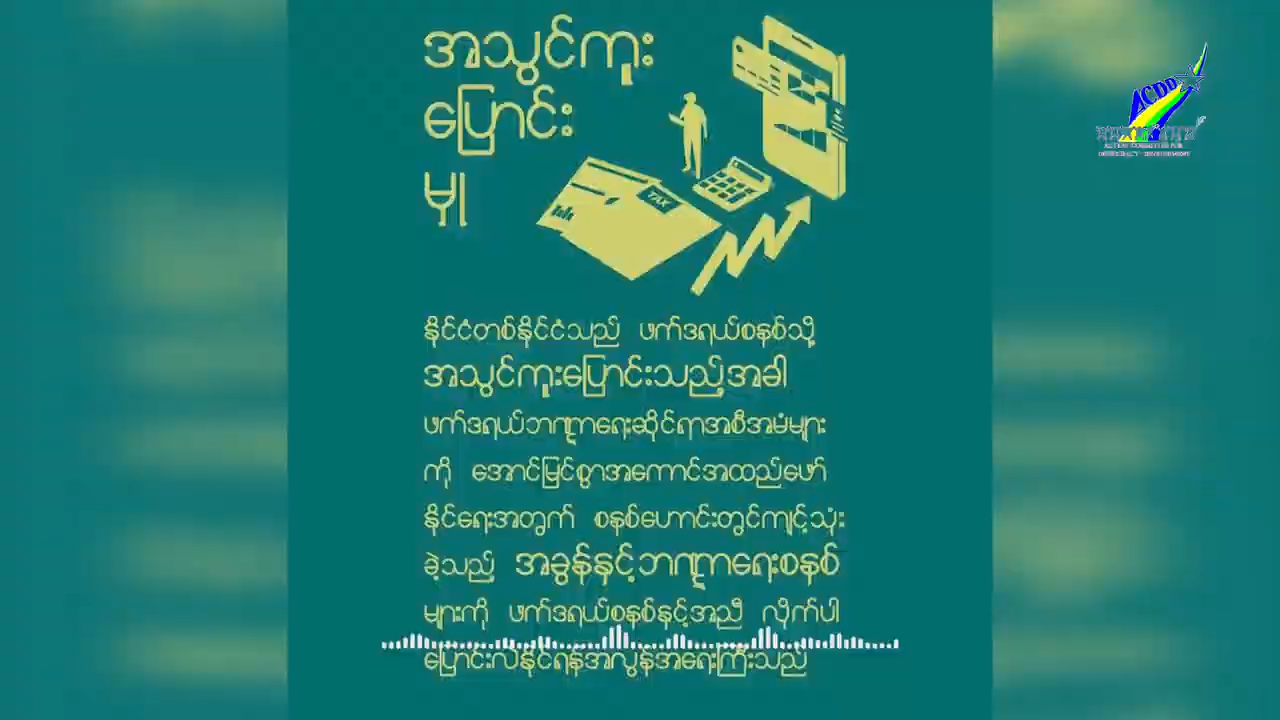 အသွင်ကူး
ပြောင်း
မှု
TAX
ACDD
ACTION COMMITTEE FOR
DEMOCRACY DEVELOPMENT
နိုင်ငံတစ်နိုင်ငံသည် ဖက်ဒရယ်စနစ်သို့
အသွင်ကူးပြောင်းသည့်အခါ
ဖက်ဒရယ်ဘဏ္ဍာရေးဆိုင်ရာအစီအမံများ
ကို အောင်မြင်စွာအကောင်အထည်ဖော်
နိုင်ရေးအတွက် စနစ်ဟောင်းတွင်ကျင့်သုံး
ခဲ့သည့် အခွန်နှင့်ဘဏ္ဍာရေးစနစ်
များကို ဖက်ဒရယ်စနစ်နှင့်အညီ လိုက်ပါ
ပြောင်းလဲနိုင်ရန်အလွန်အရေးကြီးသည်